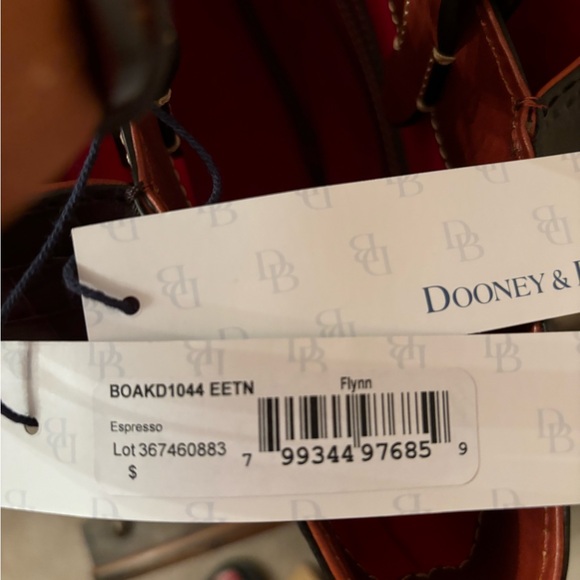 DOONEY &
BOAKD1044 EETN
Flynn
Espresso
Lot 367460883
$
7 99344 97685 9